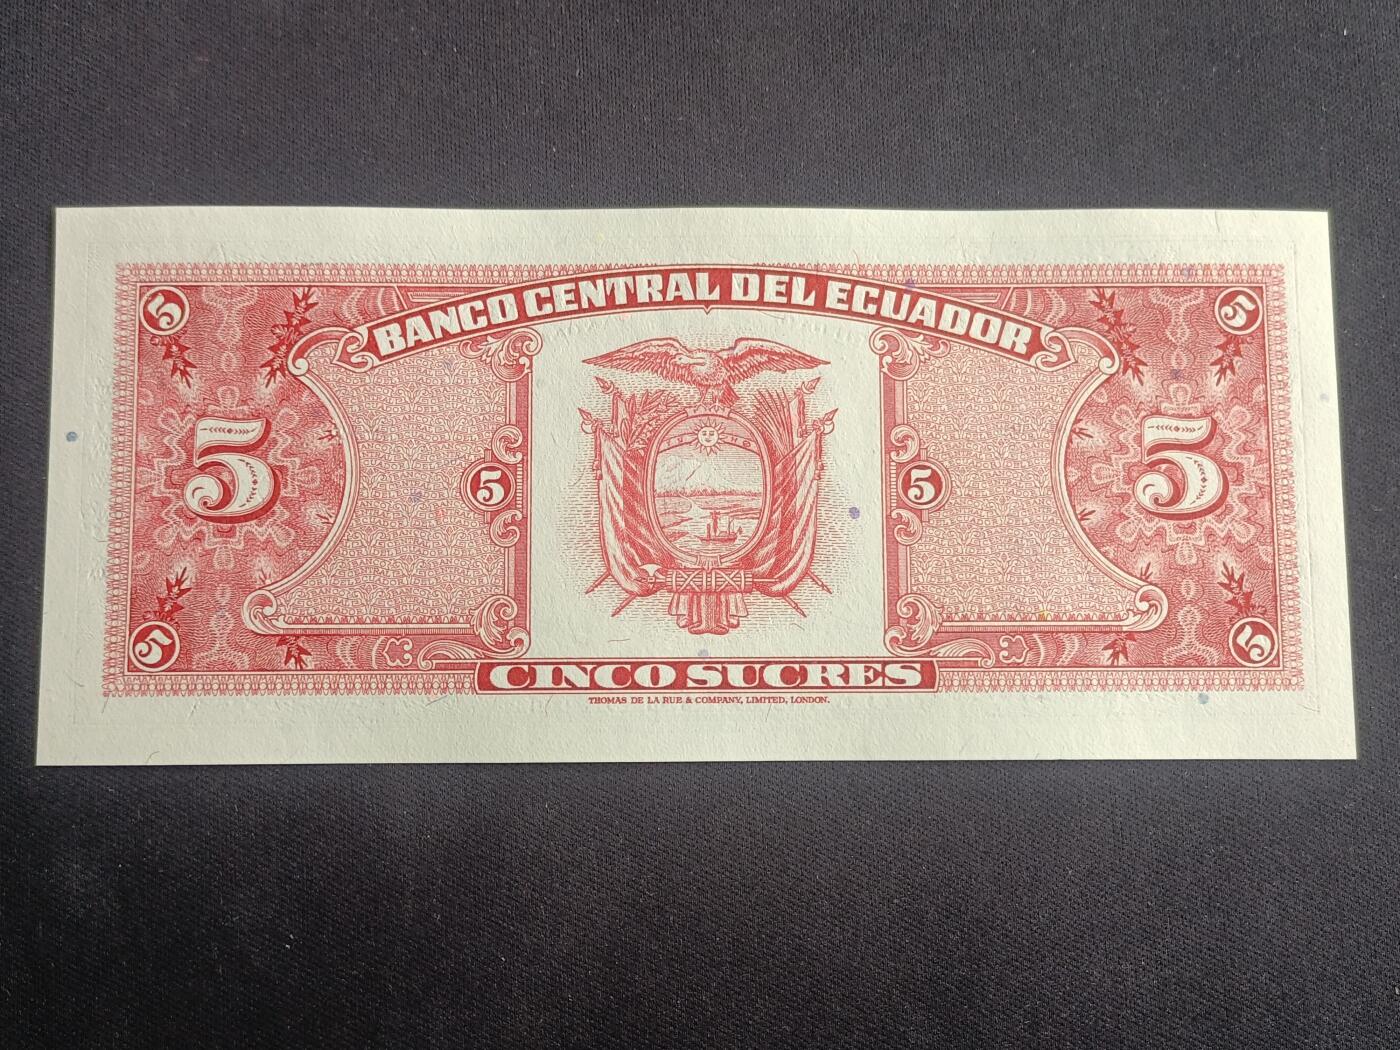 BANCO CENTRAL DEL ECUADOR
5 5
5 5
5 5
5 5
CINCO SUCRES
THOMAS DE LA RUE & COMPANY, LIMITED, LONDON.